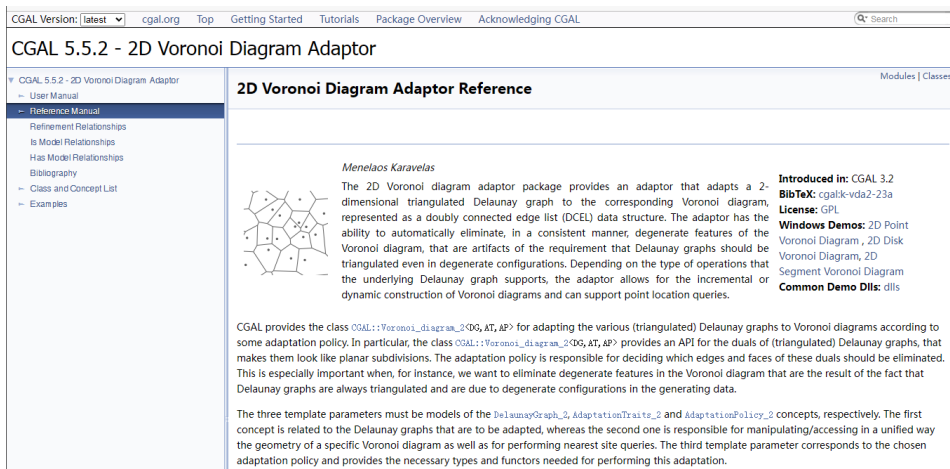 CGAL Version: latest cgal.org Top Getting Started Tutorials Package Overview Acknowledging CGAL Search
CGAL 5.5.2 - 2D Voronoi Diagram Adaptor
CGAL 5.5.2 - 2D Voronoi Diagram Adaptor
User Manual
Reference Manual
Refinement Relationships
Is Model Relationships
Has Model Relationships
Bibliography
Class and Concept List
Examples
Modules | Classes
2D Voronoi Diagram Adaptor Reference
Menelaos Karavelas
The 2D Voronoi diagram adaptor package provides an adaptor that adapts a 2-
dimensional triangulated Delaunay graph to the corresponding Voronoi diagram,
represented as a doubly connected edge list (DCEL) data structure. The adaptor has the
ability to automatically eliminate, in a consistent manner, degenerate features of the
Voronoi diagram, that are artifacts of the requirement that Delaunay graphs should be
triangulated even in degenerate configurations. Depending on the type of operations that
the underlying Delaunay graph supports, the adaptor allows for the incremental or
dynamic construction of Voronoi diagrams and can support point location queries.
Introduced in: CGAL 3.2
BibTeX: cgal:k-vda2-23a
License: GPL
Windows Demos: 2D Point
Voronoi Diagram , 2D Disk
Voronoi Diagram, 2D
Segment Voronoi Diagram
Common Demo Dlls: dlls
CGAL provides the class CGAL::Voronoi_diagram_2<DG,AT,AP> for adapting the various (triangulated) Delaunay graphs to Voronoi diagrams according to
some adaptation policy. In particular, the class CGAL::Voronoi_diagram_2<DG,AT,AP> provides an API for the duals of (triangulated) Delaunay graphs, that
makes them look like planar subdivisions. The adaptation policy is responsible for deciding which edges and faces of these duals should be eliminated.
This is especially important when, for instance, we want to eliminate degenerate features in the Voronoi diagram that are the result of the fact that
Delaunay graphs are always triangulated and are due to degenerate configurations in the generating data.
The three template parameters must be models of the DelaunayGraph_2, AdaptationTraits_2 and AdaptationPolicy_2 concepts, respectively. The first
concept is related to the Delaunay graphs that are to be adapted, whereas the second one is responsible for manipulating/accessing in a unified way
the geometry of a specific Voronoi diagram as well as for performing nearest site queries. The third template parameter corresponds to the chosen
adaptation policy and provides the necessary types and functors needed for performing this adaptation.